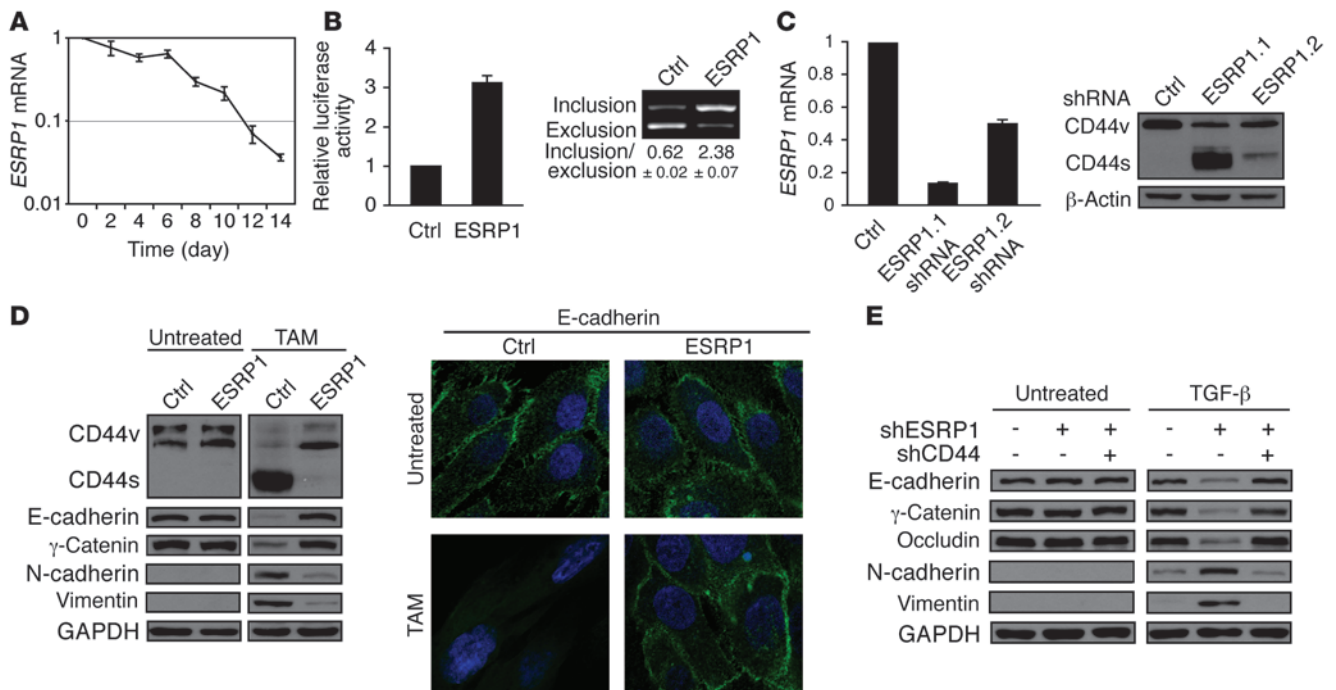 A
ESRP1 mRNA
1
0.1
0.01
0 2 4 6 8 10 12 14
Time (day)
B
Relative luciferase
activity
4
3
2
1
0
Ctrl ESRP1
Ctrl ESRP1
Inclusion
Exclusion
Inclusion/ 0.62 2.38
exclusion ± 0.02 ± 0.07
C
ESRP1 mRNA
1
0.8
0.6
0.4
0.2
0
Ctrl
ESRP1.1
shRNA
ESRP1.2
shRNA
shRNA Ctrl ESRP1.1 ESRP1.2
CD44v
CD44s
β-Actin
D
Untreated TAM
Ctrl ESRP1 Ctrl ESRP1
CD44v
CD44s
E-cadherin
γ-Catenin
N-cadherin
Vimentin
GAPDH
E-cadherin
Ctrl ESRP1
Untreated
TAM
E
Untreated TGF-β
shESRP1 - + + - + +
shCD44 - - + - - +
E-cadherin
γ-Catenin
Occludin
N-cadherin
Vimentin
GAPDH